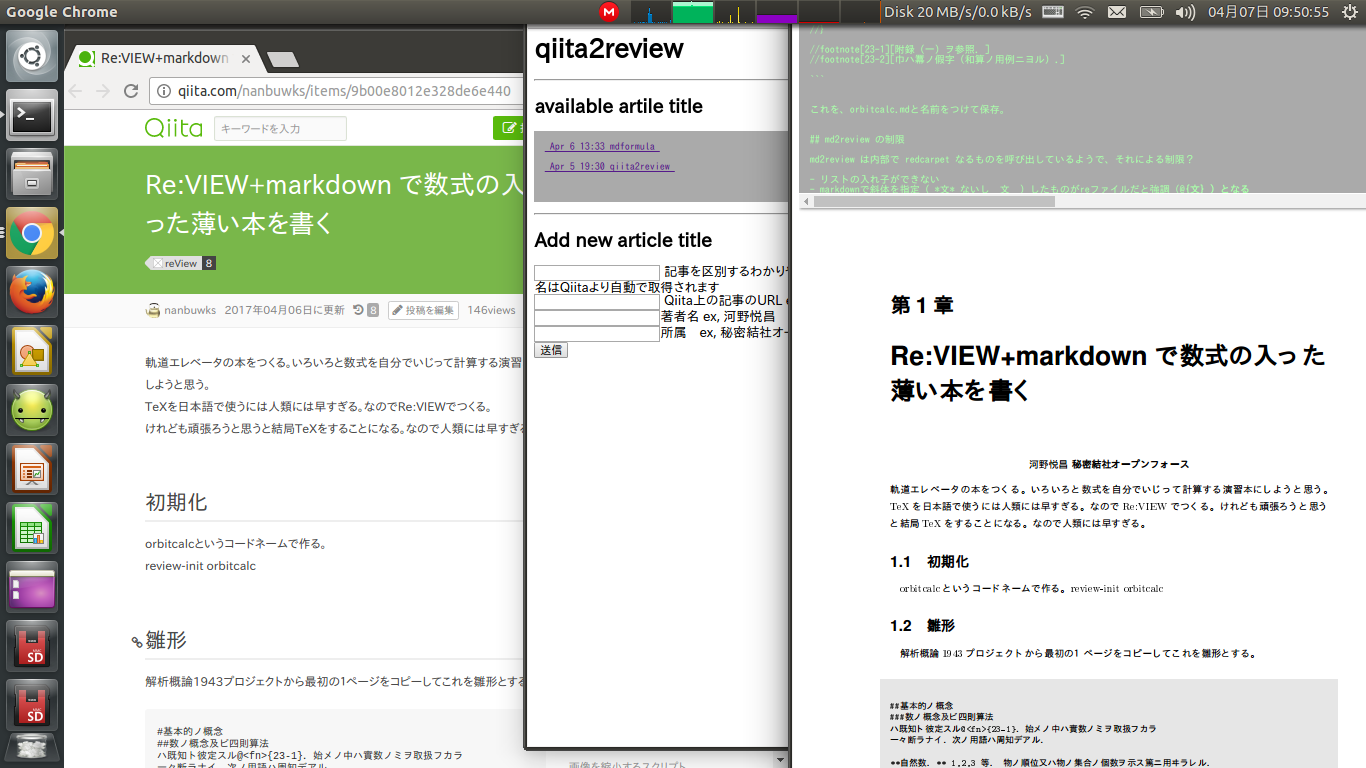 Google Chrome
Disk 20 MB/s/0.0 kB/s
04月07日 09:50:55
Re:VIEW+markdown
qiita.com/nanbuwks/items/9b00e8012e328de6e440
Qiita
キーワードを入力
Re:VIEW+markdown で数式の入
った薄い本を書く
reView 8
nanbuwks 2017年04月06日に更新 8 投稿を編集 146views
軌道エレベータの本をつくる。いろいろと数式を自分でいじって計算する演習
しようと思う。
TeXを日本語で使うには人類には早すぎる。なのでRe:VIEWでつくる。
けれども頑張ろうと思うと結局TeXをすることになる。なので人類には早すぎ
初期化
orbitcalcというコードネームで作る。
review-init orbitcalc
雛形
解析概論1943プロジェクトから最初の1ページをコピーしてこれを雛形とす
#基本的ノ概念
##数ノ概念及ビ四則算法
ハ既知ト彼定スル@<fn>{23-1}．始メノ中ハ實数ノミヲ取扱フカラ
一々断ラナイ．次ノ用語ハ周知デアル
SD
SD
qiita2review
available artile title
Apr 6 13:33 mdformula
Apr 5 19:30 qiita2review
Add new article title
記事を区別するわかり
名はQiitaより自動で取得されます
Qiita上の記事のURL
著者名 ex, 河野悦昌
所属　ex, 秘密結社オー
送信
画像を縮小するスクリプト
//}
//footnote[23-1][附録（一）ヲ参照．]
//footnote[23-2][巾ハ冪ノ假字（和算ノ用例ニヨル）.]
```
これを、orbitcalc.mdと名前をつけて保存。
## md2review の制限
md2review は内部で redcarpet なるものを呼び出しているようで、それによる制限？
- リストの入れ子ができない
- markdownで斜体を指定（ *文* ないし _文_ ）したものがreファイルだと強調（@{文} ）となる
第 1 章
Re:VIEW+markdown で数式の入った
薄い本を書く
河野悦昌 秘密結社オープンフォース
軌道エレベータの本をつくる。いろいろと数式を自分でいじって計算する演習本にしようと思う。
TeX を日本語で使うには人類には早すぎる。なので Re:VIEW でつくる。けれども頑張ろうと思う
と結局 TeX をすることになる。なので人類には早すぎる。
1.1　初期化
orbitcalc というコードネームで作る。review-init orbitcalc
1.2　雛形
解析概論 1943 プロジェクトから最初の1 ページをコピーしてこれを雛形とする。
##基本的ノ概念
###数ノ概念及ビ四則算法
ハ既知ト彼定スル@<fn>{23-1}．始メノ中ハ實数ノミヲ取扱フカラ
一々断ラナイ．次ノ用語ハ周知デアル．
**自然数．** 1,2,3 等． 物ノ順位又ハ物ノ集合ノ個数ヲ示ス第ニ用ヰラレル．